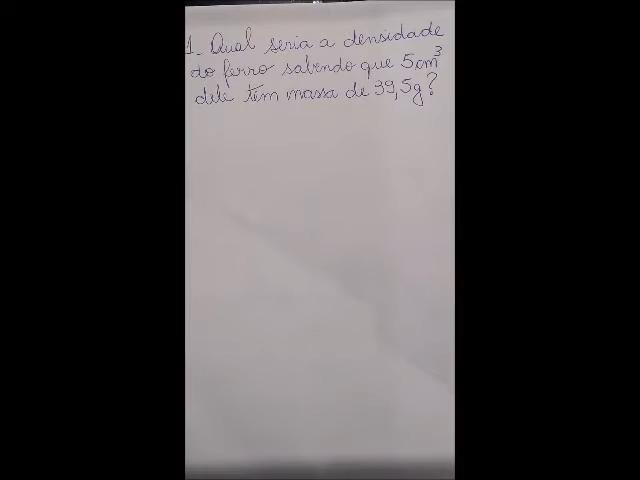 1. Qual seria a densidade
do ferro sabendo que 5cm³
dele tem massa de 39,5g?